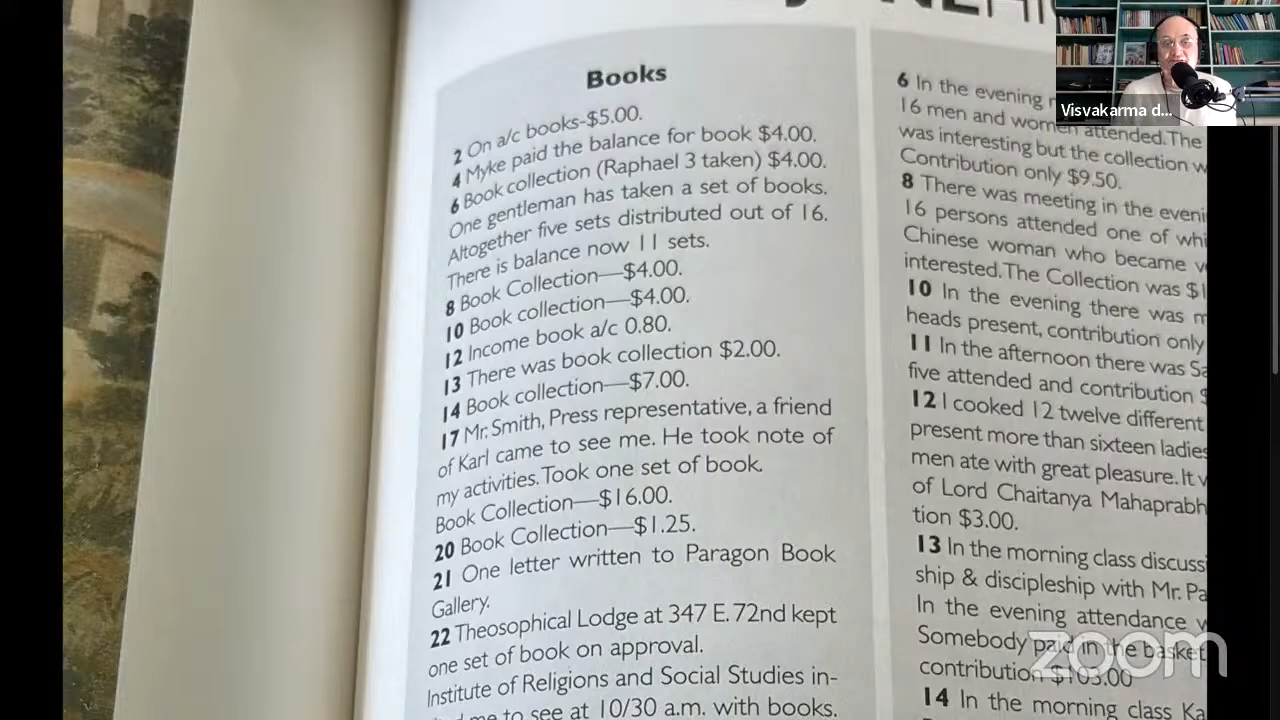 Books
2 On a/c books-$5.00.
4 Myke paid the balance for book $4.00.
6 Book collection (Raphael 3 taken) $4.00.
One gentleman has taken a set of books.
Altogether five sets distributed out of 16.
There is balance now 11 sets.
8 Book Collection—$4.00.
10 Book collection—$4.00.
12 Income book a/c 0.80.
13 There was book collection $2.00.
14 Book collection—$7.00.
17 Mr. Smith, Press representative, a friend
of Karl came to see me. He took note of
my activities. Took one set of book.
Book Collection—$16.00.
20 Book Collection—$1.25.
21 One letter written to Paragon Book
Gallery.
22 Theosophical Lodge at 347 E. 72nd kept
one set of book on approval.
Institute of Religions and Social Studies in-
me to see at 10/30 a.m. with books.
6 In the evening
16 men and women attended. The
was interesting but the collection
Contribution only $9.50.
8 There was meeting in the
16 persons attended one of
Chinese woman who became
interested. The Collection was
10 In the evening there was
heads present, contribution only
11 In the afternoon there was
five attended and contribution
12 I cooked 12 twelve different
present more than sixteen
men ate with great pleasure. It
of Lord Chaitanya
tion $3.00.
13 In the morning class
ship & discipleship with Mr.
In the evening attendance
Somebody paid in the basket
contribution $103.00
14 In the morning class
Visvakarma d...
zoom